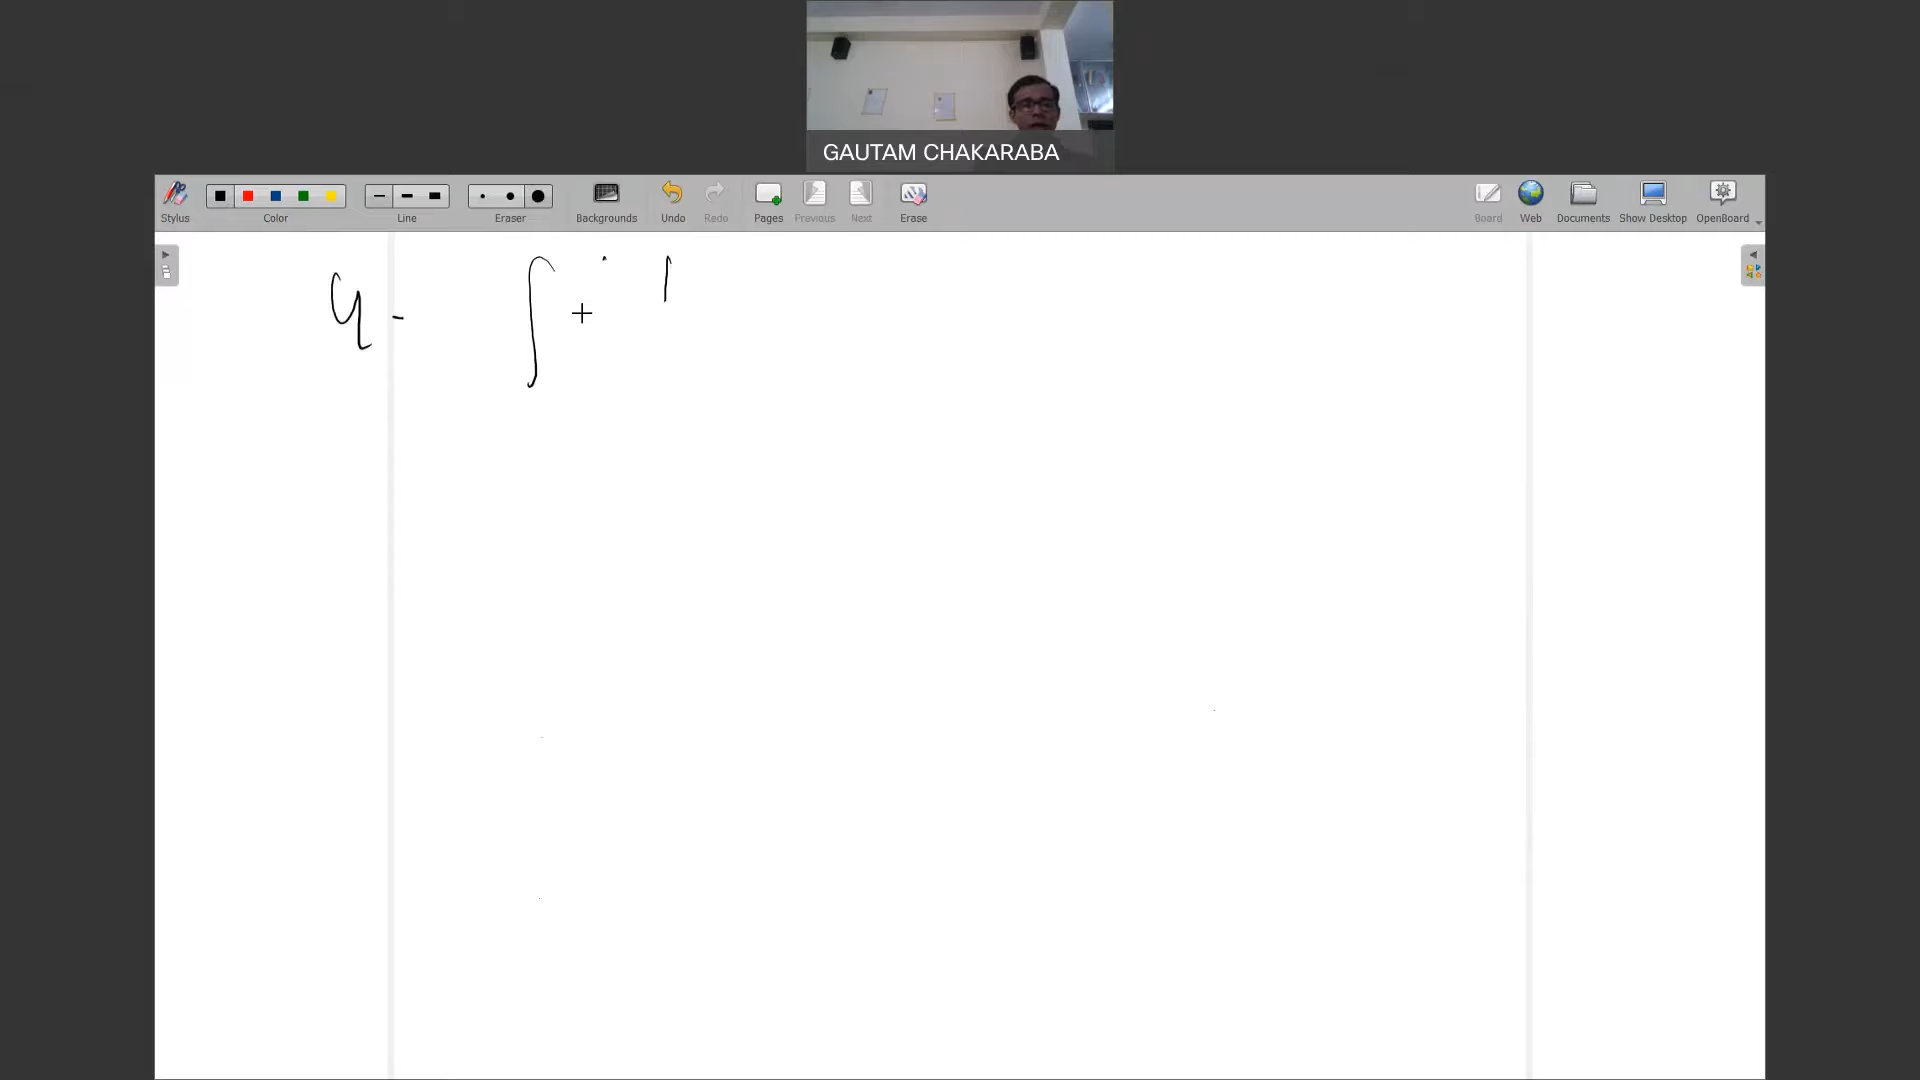 GAUTAM CHAKARABA
Stylus Color Line Eraser Backgrounds Undo Redo Pages Previous Next Erase Board Web Documents Show Desktop OpenBoard
q - ∫ 1